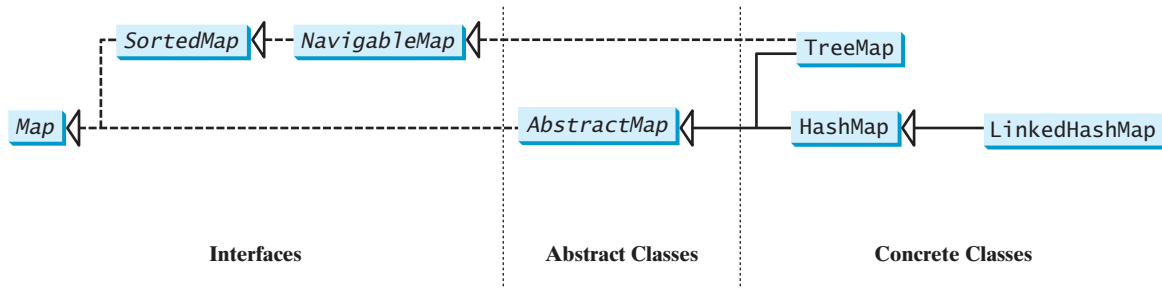 SortedMap
NavigableMap
TreeMap
Map
AbstractMap
HashMap
LinkedHashMap
Interfaces
Abstract Classes
Concrete Classes